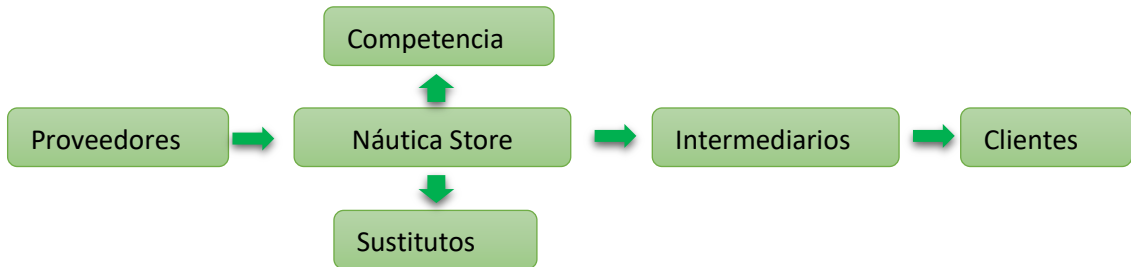 Competencia
Proveedores
Náutica Store
Intermediarios
Clientes
Sustitutos